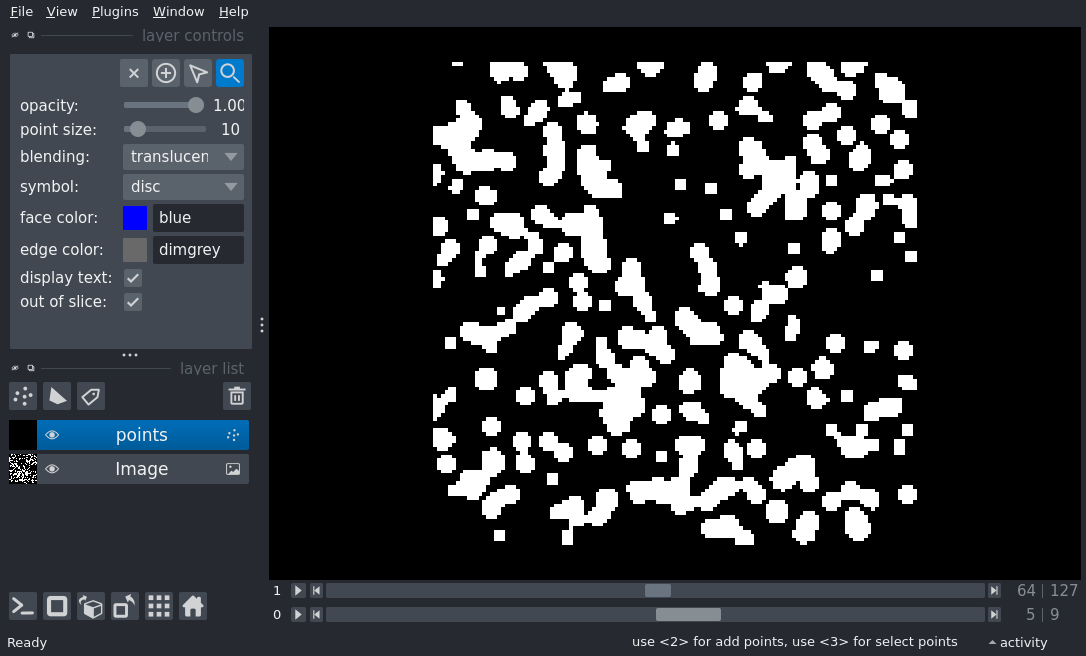 File View Plugins Window Help
layer controls
opacity: 1.00
point size: 10
blending: translucen
symbol: disc
face color: blue
edge color: dimgrey
display text:
out of slice:
layer list
points
Image
1 64 | 127
0 5 | 9
Ready use <2> for add points, use <3> for select points activity